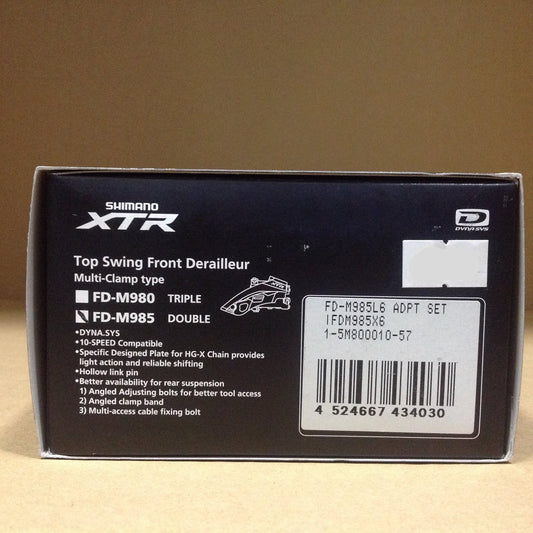 SHIMANO
XTR
DYNA.SYS
Top Swing Front Derailleur
Multi-Clamp type
FD-M980 TRIPLE
FD-M985 DOUBLE
•DYNA.SYS
•10-SPEED Compatible
•Specific Designed Plate for HG-X Chain provides
light action and reliable shifting
•Hollow link pin
•Better availability for rear suspension
1) Angled Adjusting bolts for better tool access
2) Angled clamp band
3) Multi-access cable fixing bolt
FD-M985L6 ADPT SET
IFDM985X6
1-5M800010-57
4 524667 434030